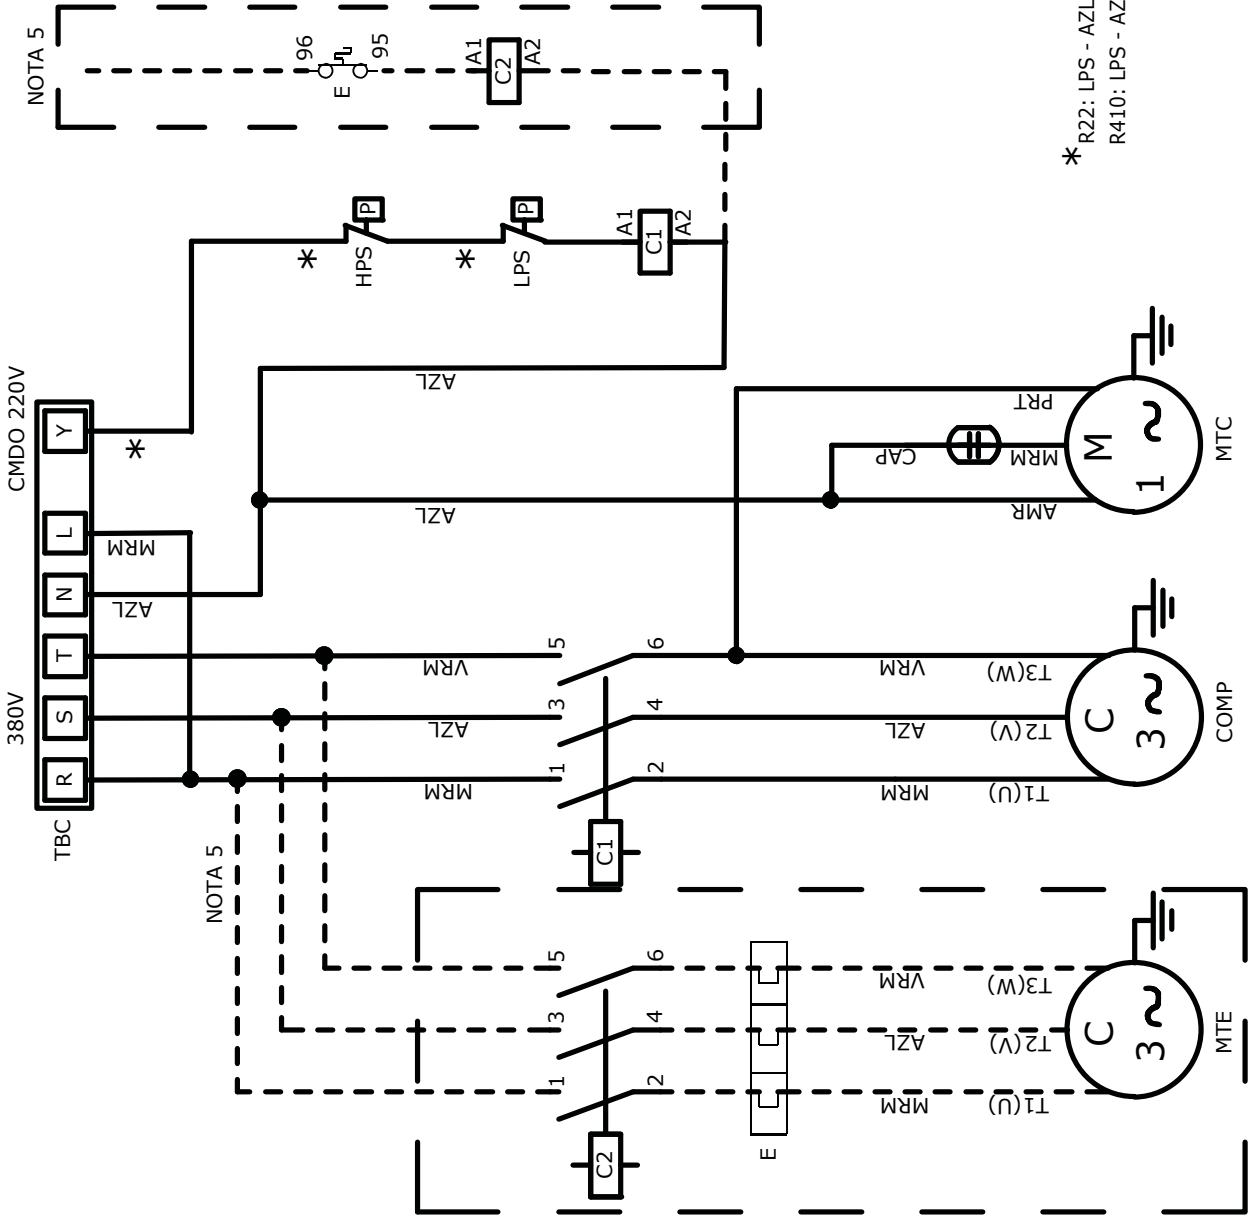 380V
CMDO 220V
NOTA 5
TBC
R
S
T
N
L
Y
AZL
MRM
*
NOTA 5
96
E
95
*
HPS
P
MRM
AZL
VRM
AZL
AZL
*
LPS
P
A1
C2
A2
1
3
5
1
3
5
C2
C1
2
4
6
2
4
6
A1
C1
A2
E
MRM
AZL
VRM
MRM
AZL
VRM
CAP
T1(U)
T2(V)
T3(W)
T1(U)
T2(V)
T3(W)
AMR
MRM
PRT
C
3~
C
3~
M
1~
MTE
COMP
MTC
* R22: LPS - AZL
R410: LPS - AZ